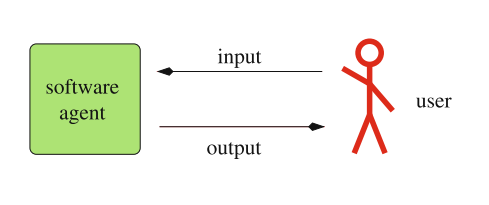 input
software
agent
user
output